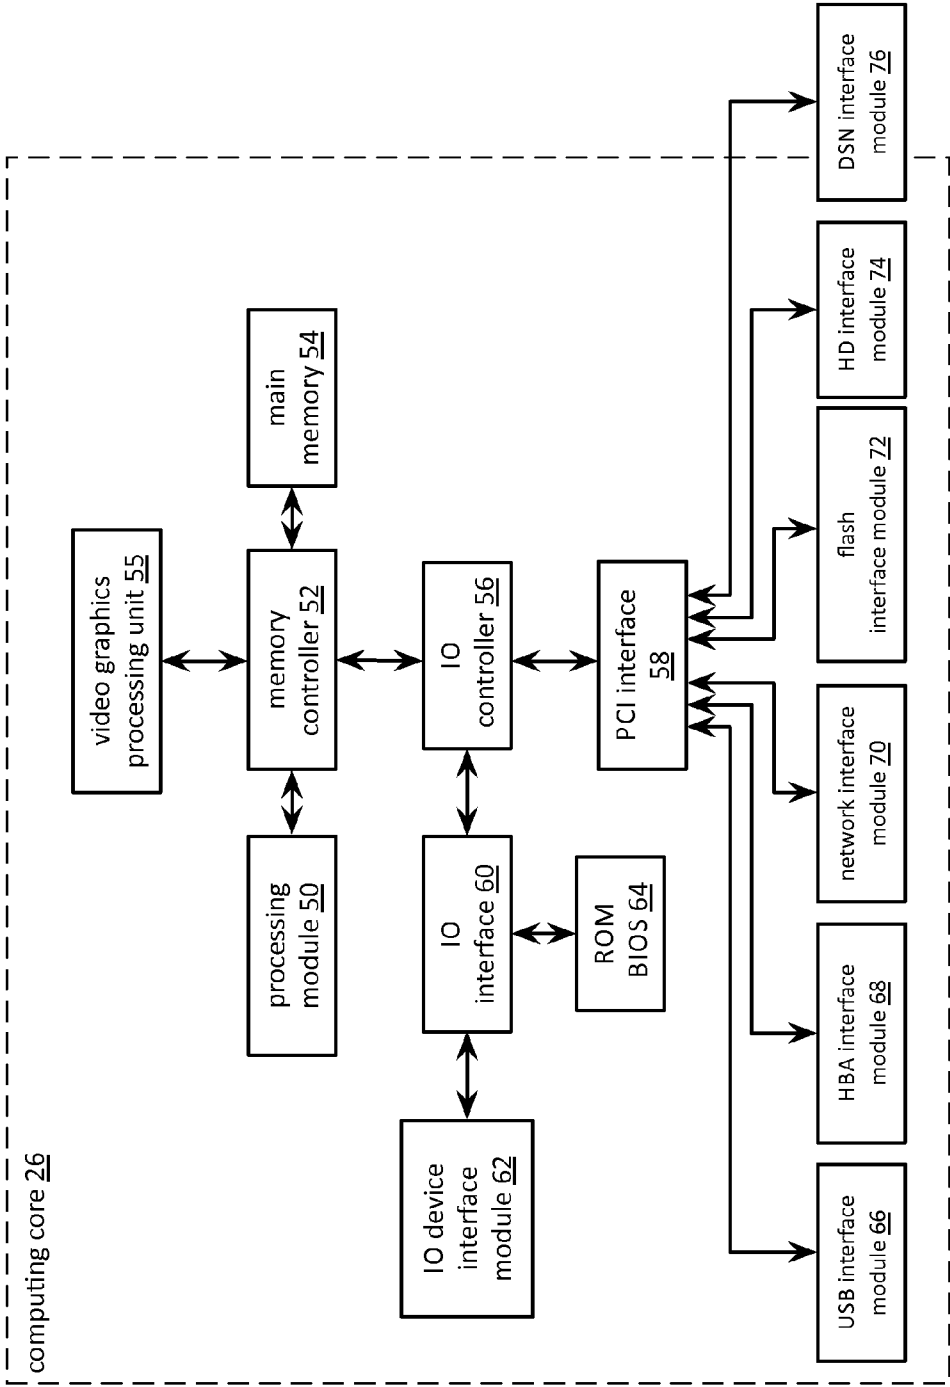 computing core 26
video graphics
processing unit 55
processing
module 50
memory
controller 52
main
memory 54
IO device
interface
module 62
IO
interface 60
IO
controller 56
ROM
BIOS 64
PCI interface
58
USB interface
module 66
HBA interface
module 68
network interface
module 70
flash
interface module 72
HD interface
module 74
DSN interface
module 76